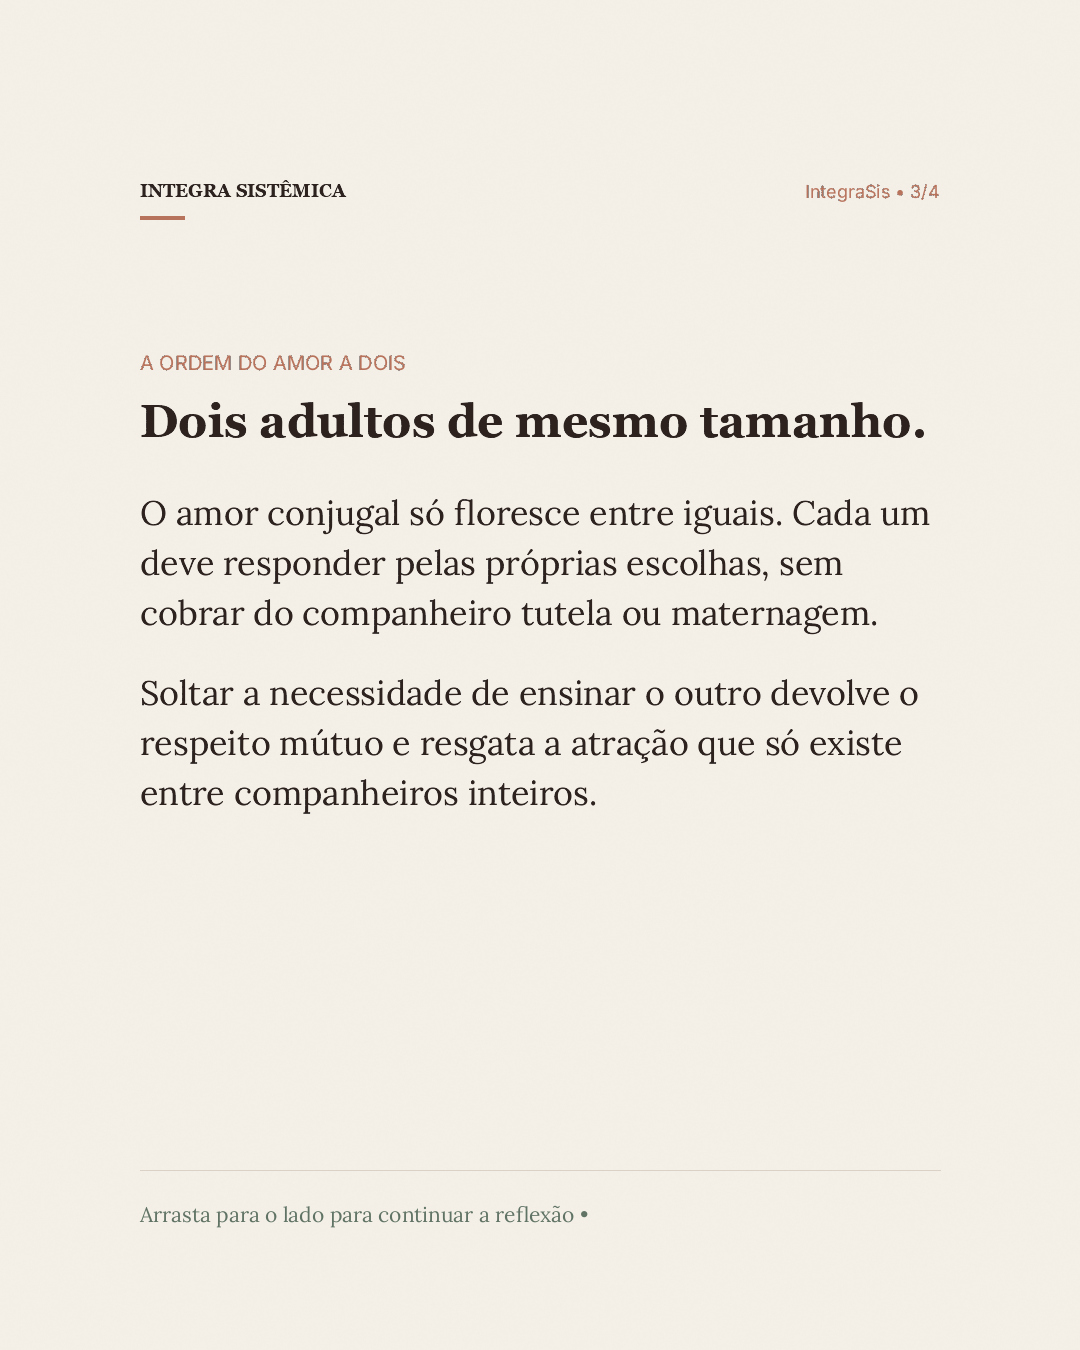 INTEGRA SISTÊMICA
IntegraSis • 3/4
A ORDEM DO AMOR A DOIS
Dois adultos de mesmo tamanho.
O amor conjugal só floresce entre iguais. Cada um
deve responder pelas próprias escolhas, sem
cobrar do companheiro tutela ou maternagem.
Soltar a necessidade de ensinar o outro devolve o
respeito mútuo e resgata a atração que só existe
entre companheiros inteiros.
Arrasta para o lado para continuar a reflexão •